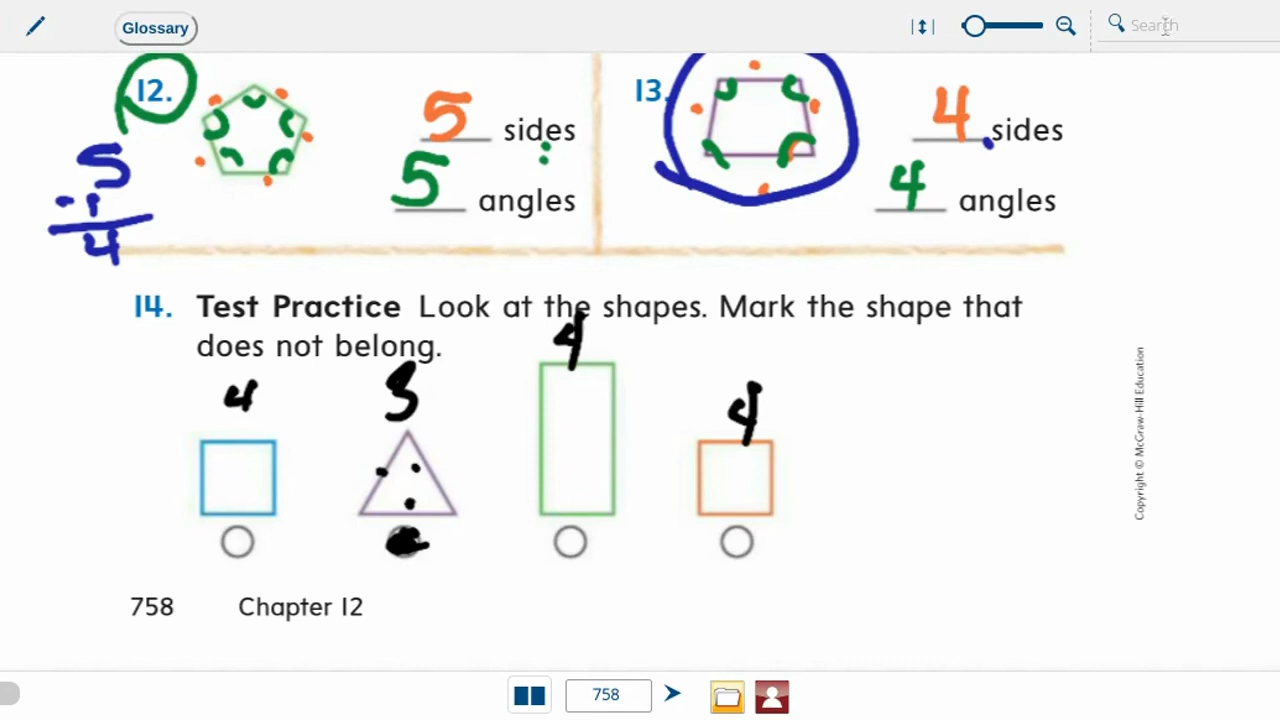 Glossary
Search
12.
5 sides
5 angles
5
- 1
4
13.
4 sides
4 angles
14. Test Practice Look at the shapes. Mark the shape that
does not belong.
4 3 4 4
758 Chapter 12
Copyright © McGraw-Hill Education
758